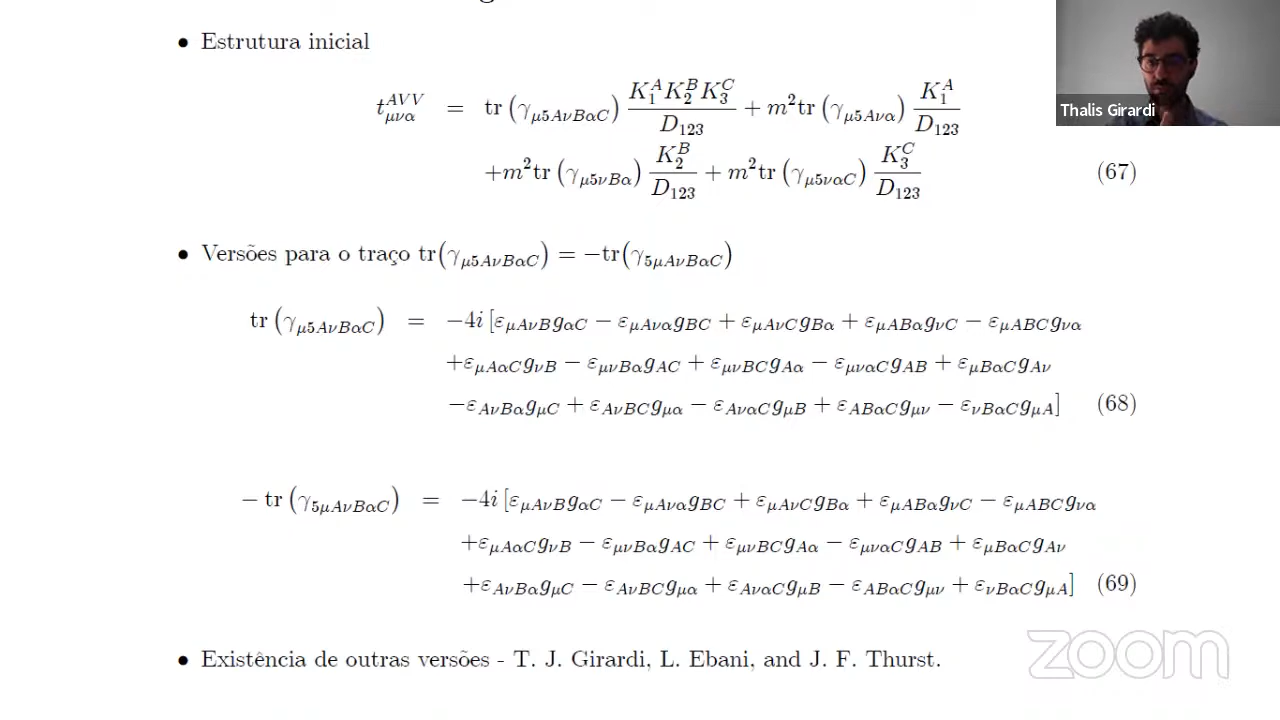 • Estrutura inicial
t^{AVV}_{μνα} = tr(γ_{μ5AνBαC}) K_1^A K_2^B K_3^C / D_{123} + m^2 tr(γ_{μ5Aνα}) K_1^A / D_{123}
+m^2 tr(γ_{μ5νBα}) K_2^B / D_{123} + m^2 tr(γ_{μ5ναC}) K_3^C / D_{123} (67)
Thalis Girardi
• Versões para o traço tr(γ_{μ5AνBαC}) = −tr(γ_{5μAνBαC})
tr(γ_{μ5AνBαC}) = −4i [ε_{μAνB}g_{αC} − ε_{μAνα}g_{BC} + ε_{μAνC}g_{Bα} + ε_{μABα}g_{νC} − ε_{μABC}g_{να}
+ε_{μAαC}g_{νB} − ε_{μνBα}g_{AC} + ε_{μνBC}g_{Aα} − ε_{μναC}g_{AB} + ε_{μBαC}g_{Aν}
−ε_{AνBα}g_{μC} + ε_{AνBC}g_{μα} − ε_{AναC}g_{μB} + ε_{ABαC}g_{μν} − ε_{νBαC}g_{μA}] (68)
− tr(γ_{5μAνBαC}) = −4i [ε_{μAνB}g_{αC} − ε_{μAνα}g_{BC} + ε_{μAνC}g_{Bα} + ε_{μABα}g_{νC} − ε_{μABC}g_{να}
+ε_{μAαC}g_{νB} − ε_{μνBα}g_{AC} + ε_{μνBC}g_{Aα} − ε_{μναC}g_{AB} + ε_{μBαC}g_{Aν}
+ε_{AνBα}g_{μC} − ε_{AνBC}g_{μα} + ε_{AναC}g_{μB} − ε_{ABαC}g_{μν} + ε_{νBαC}g_{μA}] (69)
• Existência de outras versões - T. J. Girardi, L. Ebani, and J. F. Thurst.
zoom